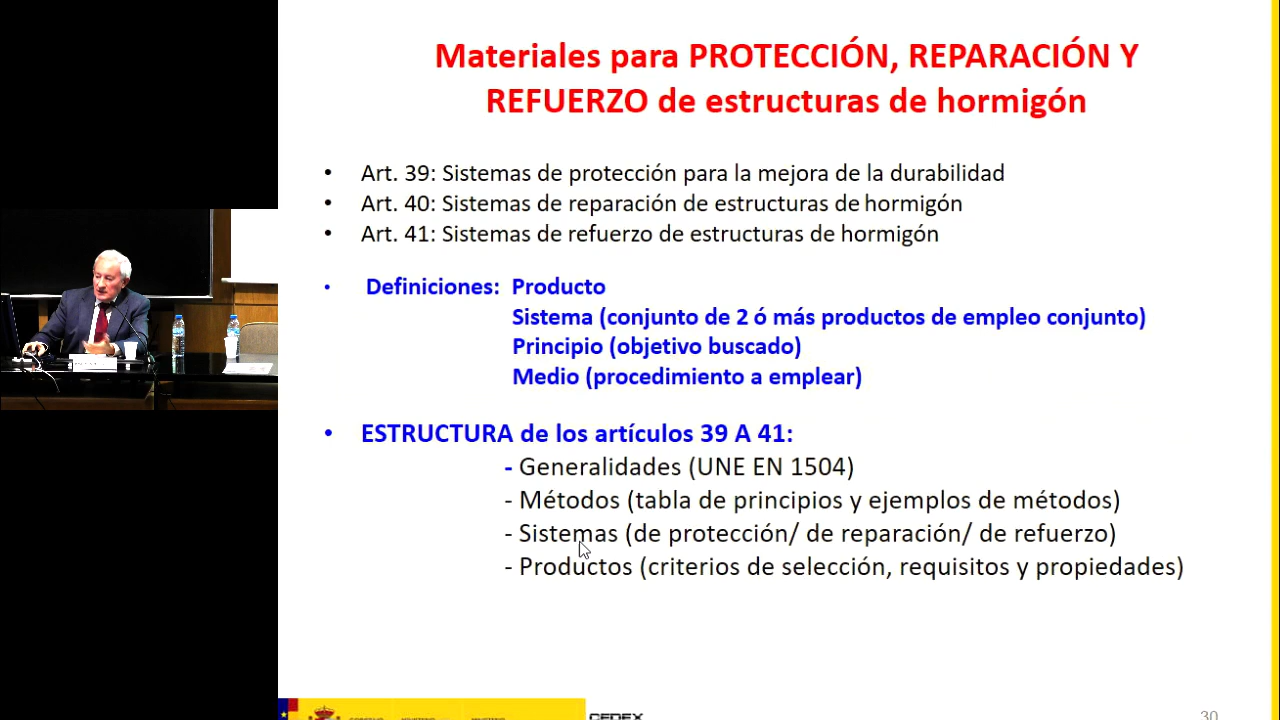 Materiales para PROTECCIÓN, REPARACIÓN Y
REFUERZO de estructuras de hormigón
• Art. 39: Sistemas de protección para la mejora de la durabilidad
• Art. 40: Sistemas de reparación de estructuras de hormigón
• Art. 41: Sistemas de refuerzo de estructuras de hormigón
• Definiciones: Producto
Sistema (conjunto de 2 ó más productos de empleo conjunto)
Principio (objetivo buscado)
Medio (procedimiento a emplear)
• ESTRUCTURA de los artículos 39 A 41:
- Generalidades (UNE EN 1504)
- Métodos (tabla de principios y ejemplos de métodos)
- Sistemas (de protección/ de reparación/ de refuerzo)
- Productos (criterios de selección, requisitos y propiedades)
CEDEX
30